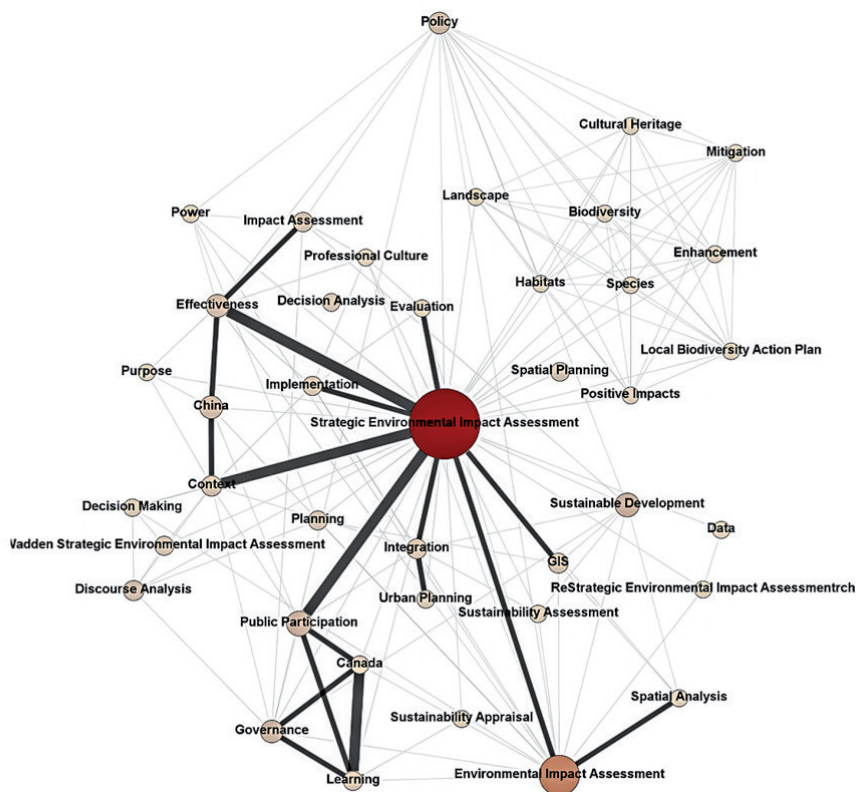 Policy
Cultural Heritage
Mitigation
Landscape
Biodiversity
Power
Impact Assessment
Professional Culture
Enhancement
Habitats
Species
Decision Analysis
Effectiveness
Evaluation
Local Biodiversity Action Plan
Purpose
Implementation
Spatial Planning
Positive Impacts
China
Strategic Environmental Impact Assessment
Context
Decision Making
Sustainable Development
Planning
Data
Wadden Strategic Environmental Impact Assessment
Integration
GIS
Discourse Analysis
ReStrategic Environmental Impact Assessmentrch
Urban Planning
Sustainability Assessment
Public Participation
Canada
Spatial Analysis
Sustainability Appraisal
Governance
Learning
Environmental Impact Assessment